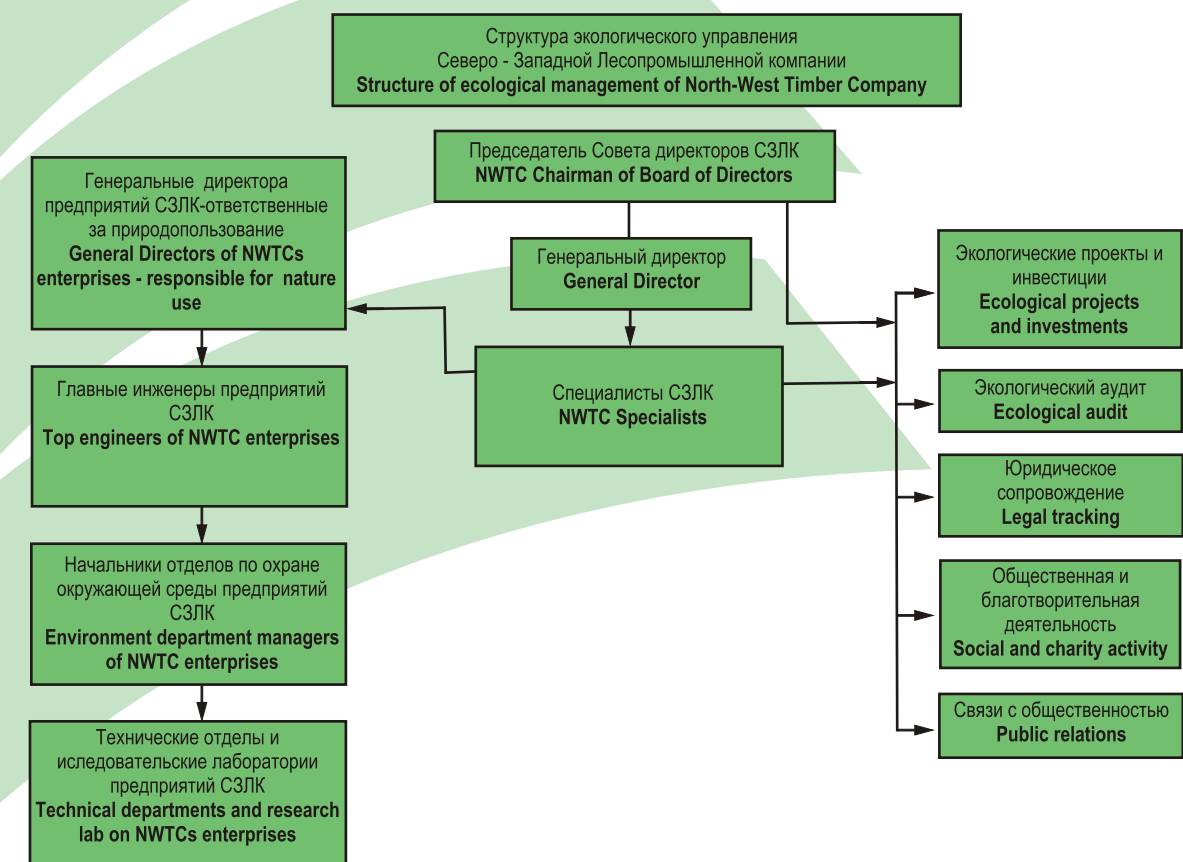 Структура экологического управления
Северо - Западной Лесопромышленной компании
Structure of ecological management of North-West Timber Company
Председатель Совета директоров СЗЛК
NWTC Chairman of Board of Directors
Генеральный директор
General Director
Специалисты СЗЛК
NWTC Specialists
Генеральные директора
предприятий СЗЛК-ответственные
за природопользование
General Directors of NWTCs
enterprises - responsible for nature
use
Главные инженеры предприятий
СЗЛК
Top engineers of NWTC enterprises
Начальники отделов по охране
окружающей среды предприятий
СЗЛК
Environment department managers
of NWTC enterprises
Технические отделы и
иследовательские лаборатории
предприятий СЗЛК
Technical departments and research
lab on NWTCs enterprises
Экологические проекты и
инвестиции
Ecological projects
and investments
Экологический аудит
Ecological audit
Юридическое
сопровождение
Legal tracking
Общественная и
благотворительная
деятельность
Social and charity activity
Связи с общественностью
Public relations